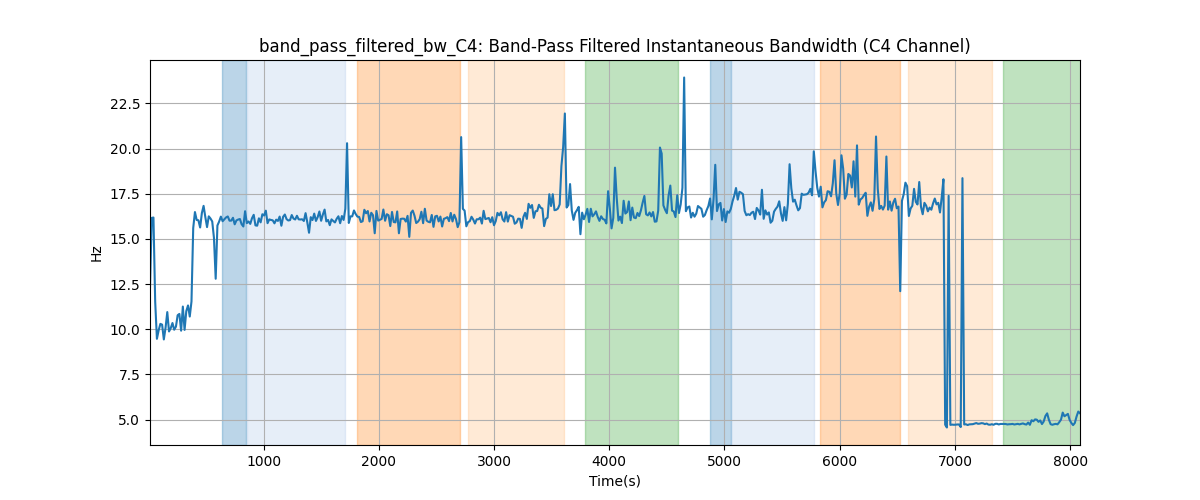 band_pass_filtered_bw_C4: Band-Pass Filtered Instantaneous Bandwidth (C4 Channel)
22.5
20.0
17.5
15.0
12.5
10.0
7.5
5.0
Hz
1000 2000 3000 4000 5000 6000 7000 8000
Time(s)